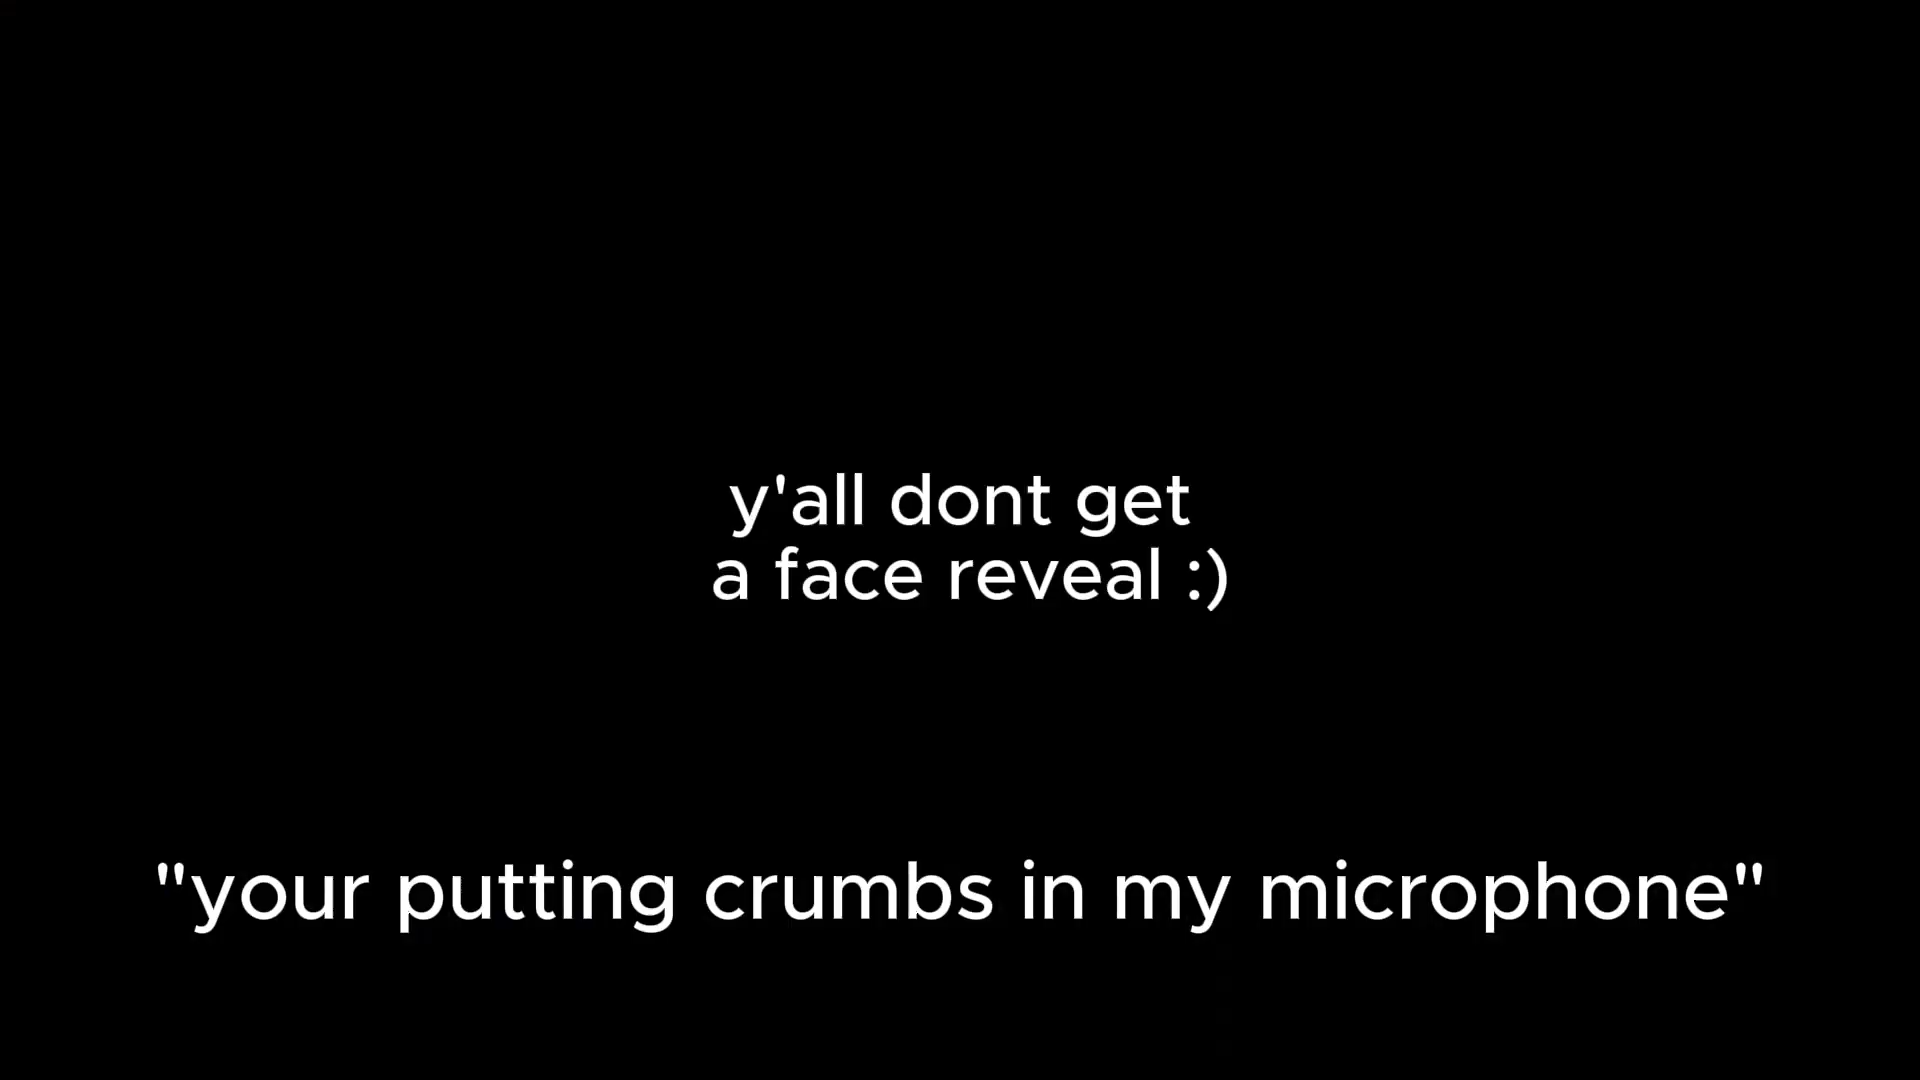 y'all dont get
a face reveal :)
"your putting crumbs in my microphone"